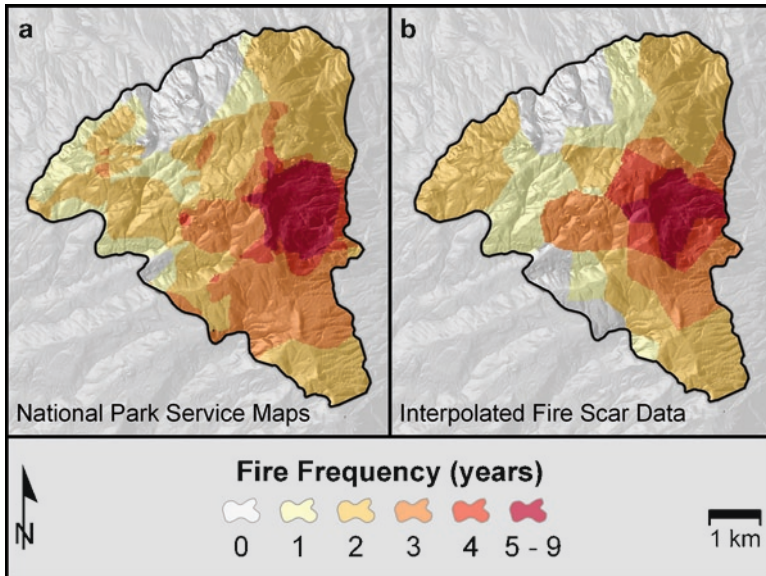 a
b
National Park Service Maps
Interpolated Fire Scar Data
Fire Frequency (years)
N
0 1 2 3 4 5 - 9
1 km